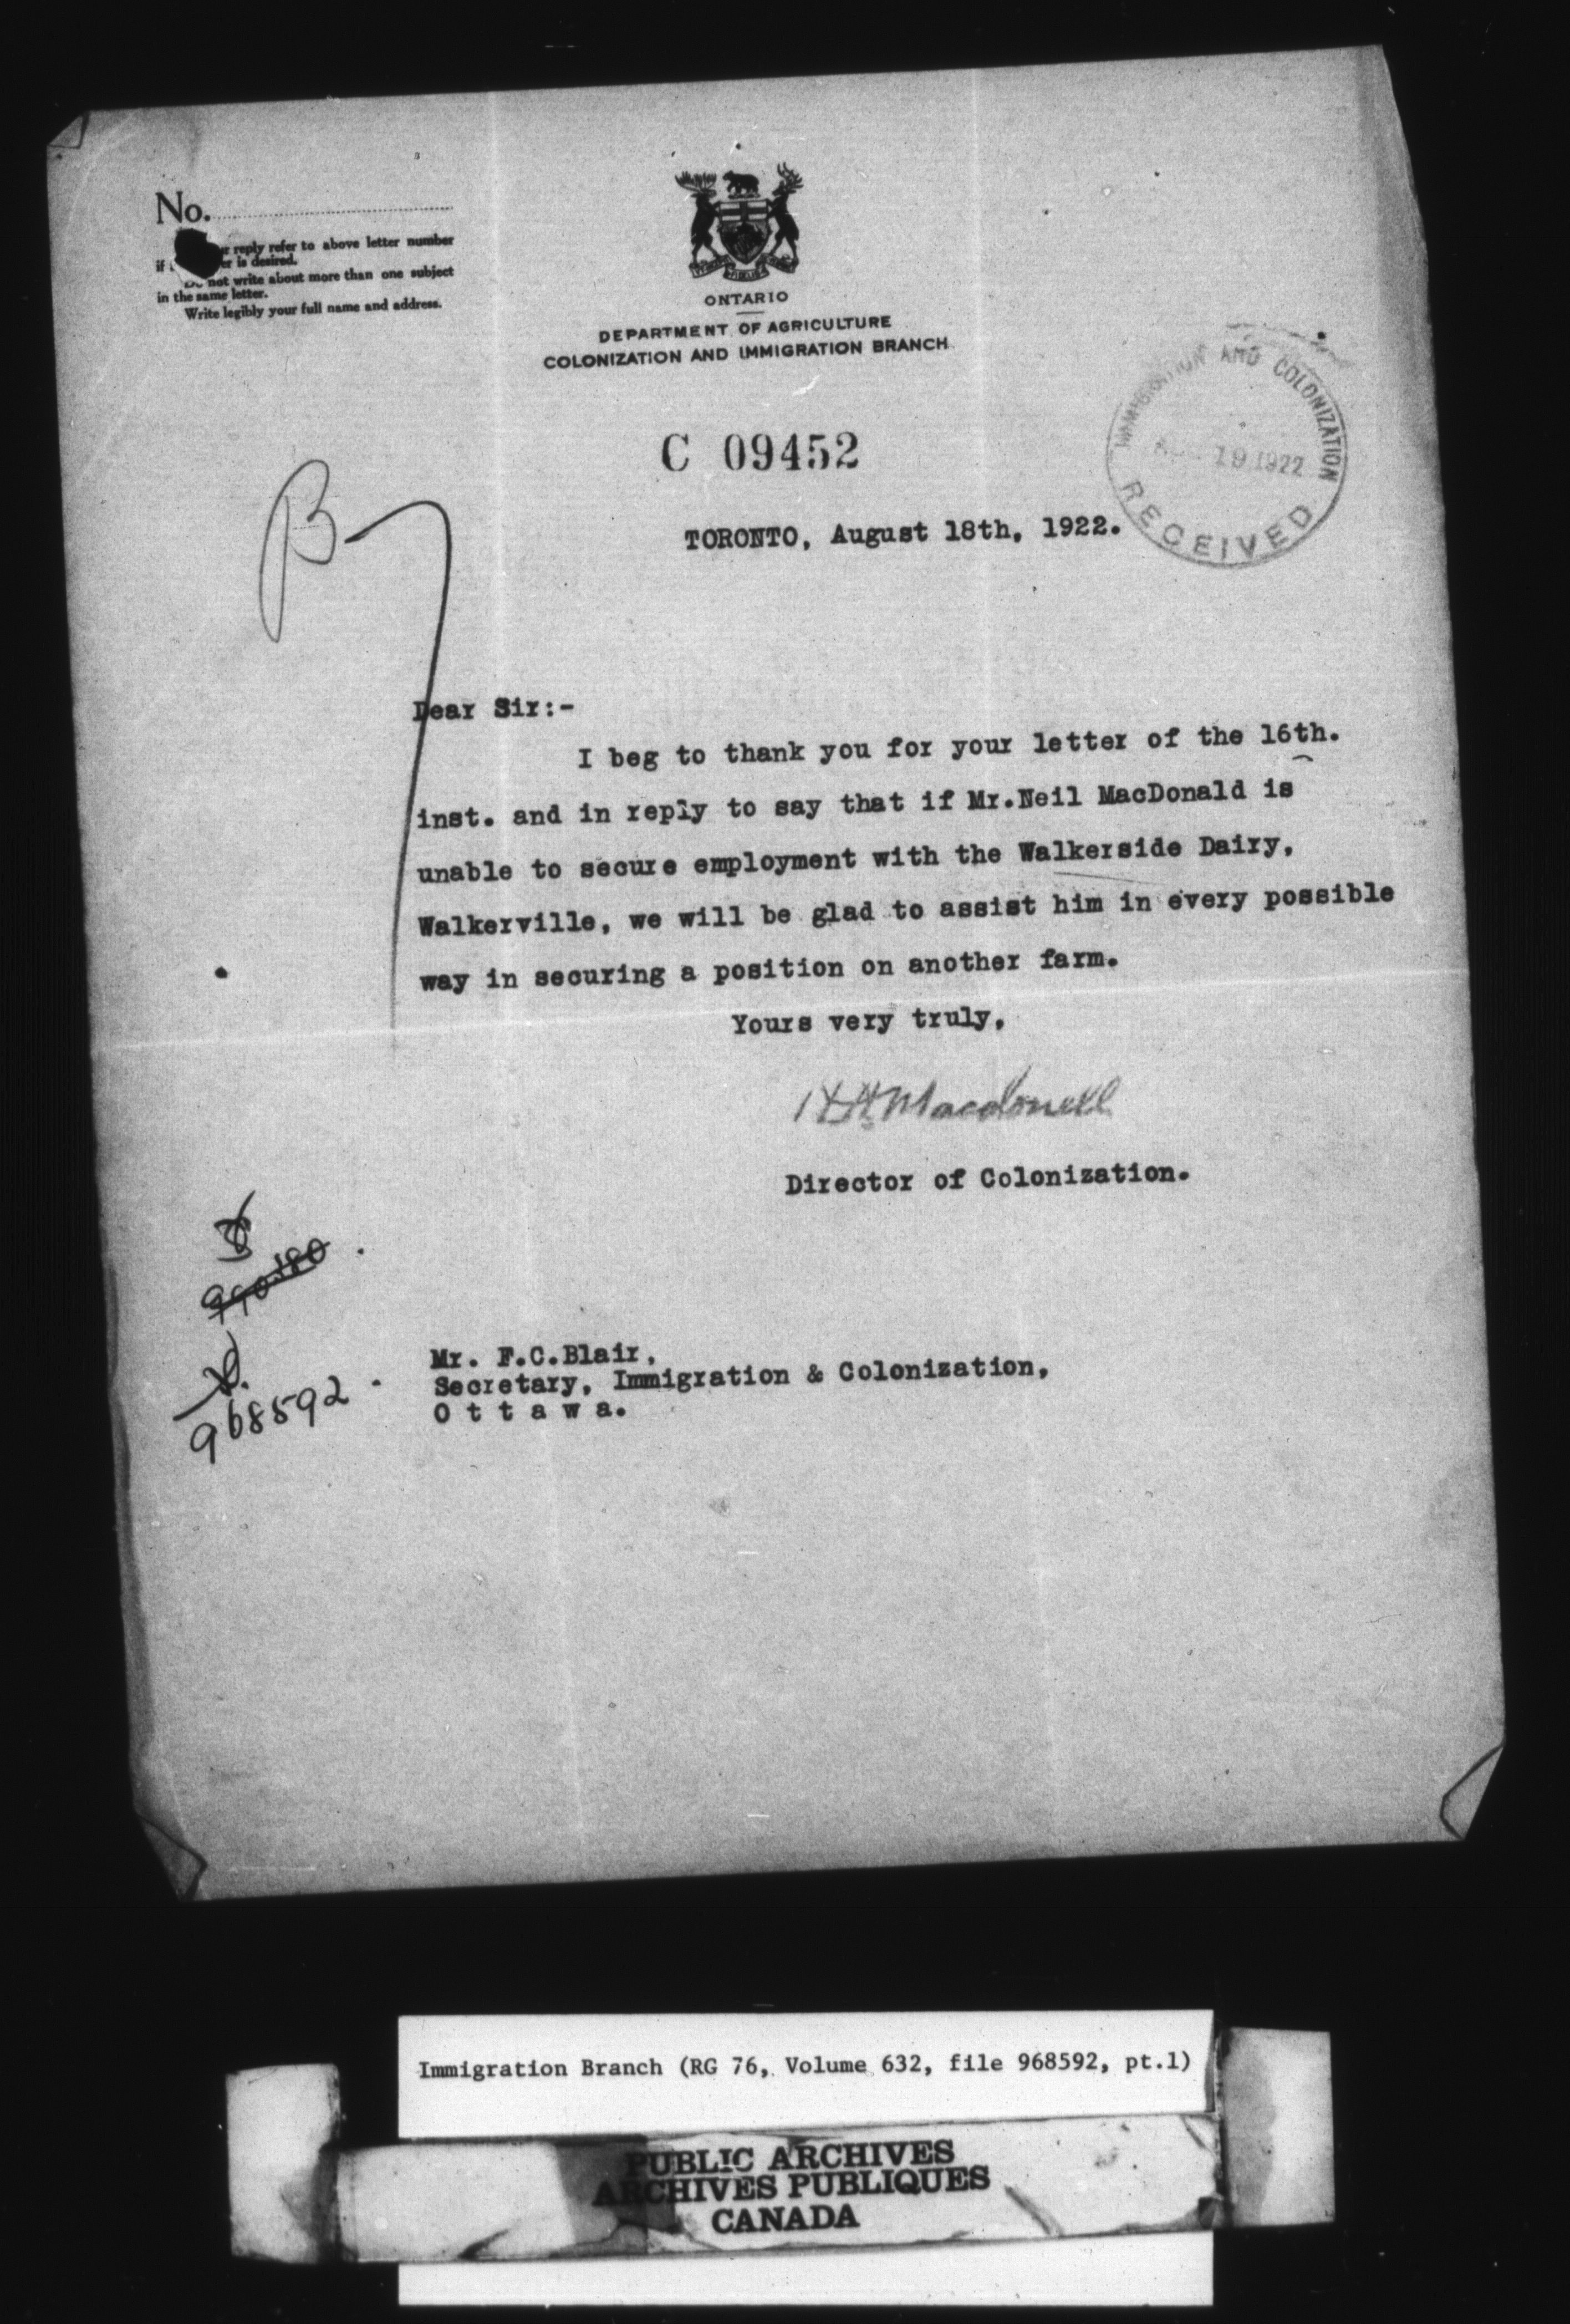 No.
reply refer to above letter number
if is desired.
not write about more than one subject
in the same letter.
Write legibly your full name and address.
ONTARIO
DEPARTMENT OF AGRICULTURE
COLONIZATION AND IMMIGRATION BRANCH
IMMIGRATION AND COLONIZATION
19 1922
RECEIVED
C 09452
TORONTO, August 18th, 1922.
B
Dear Sir:-
I beg to thank you for your letter of the 16th.
inst. and in reply to say that if Mr.Neil MacDonald is
unable to secure employment with the Walkerside Dairy,
Walkerville, we will be glad to assist him in every possible
way in securing a position on another farm.
Yours very truly,
H A Macdonell
Director of Colonization.
968592
Mr. F.C.Blair,
Secretary, Immigration & Colonization,
O t t a w a.
Immigration Branch (RG 76, Volume 632, file 968592, pt.1)
PUBLIC ARCHIVES
ARCHIVES PUBLIQUES
CANADA